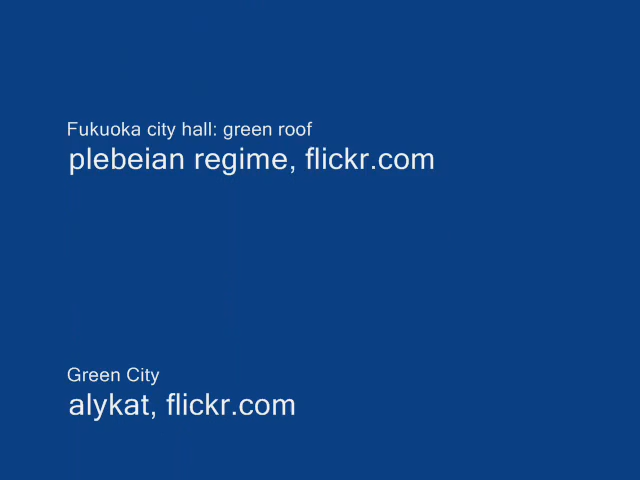 Fukuoka city hall: green roof
plebeian regime, flickr.com
Green City
alykat, flickr.com